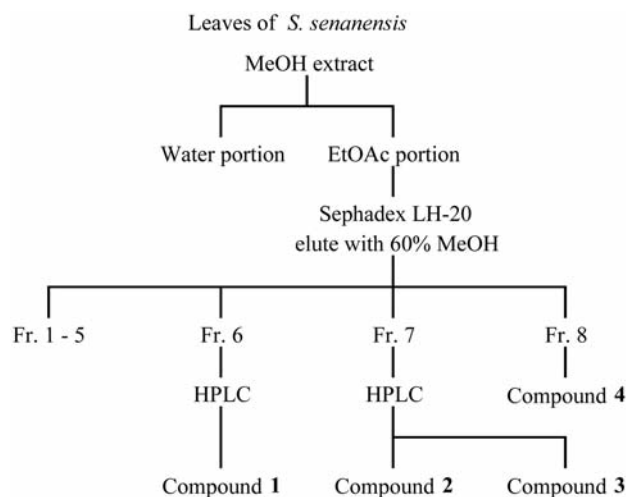 Leaves of S. senanensis
MeOH extract
Water portion EtOAc portion
Sephadex LH-20
elute with 60% MeOH
Fr. 1 - 5 Fr. 6 Fr. 7 Fr. 8
HPLC HPLC Compound 4
Compound 1 Compound 2 Compound 3